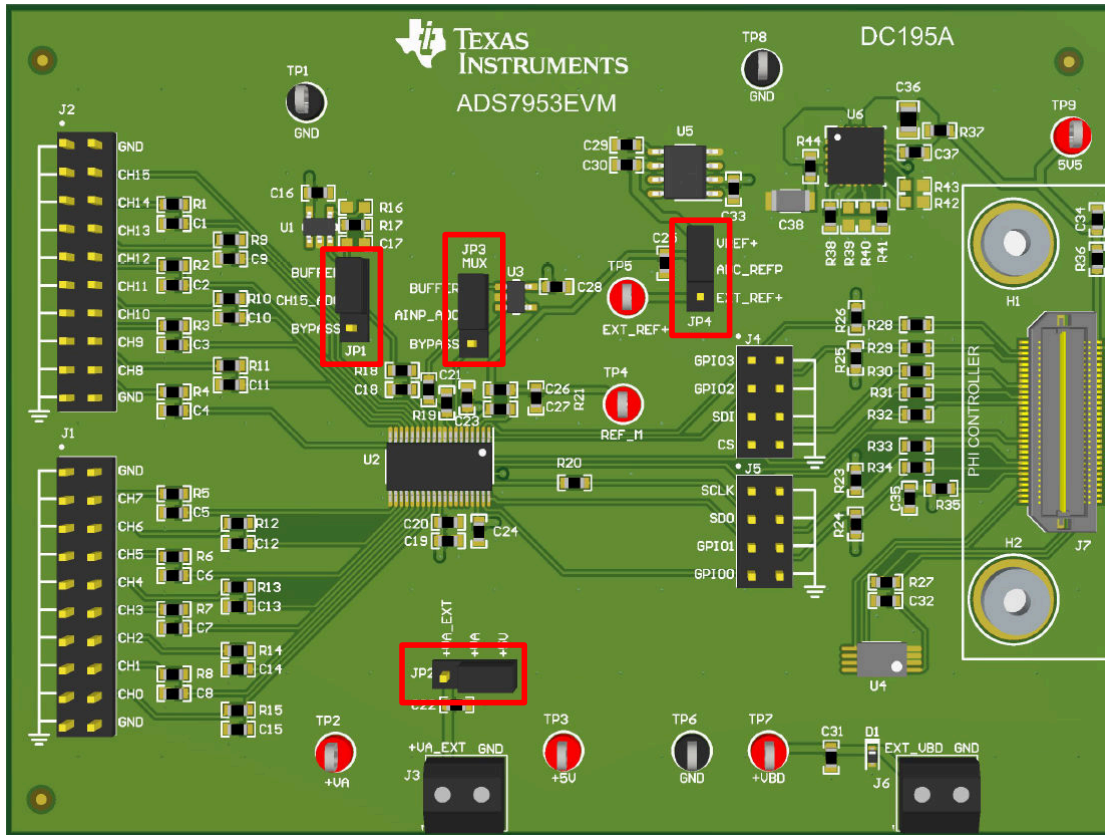 TEXAS
INSTRUMENTS
ADS7953EVM
DC195A
TP1
GND
TP8
GND
TP9
5V5
J2
GND
CH15
CH14
CH13
CH12
CH11
CH10
CH9
CH8
GND
R1
C1
R9
C9
R2
C2
R10
C10
R3
C3
R11
C11
R4
C4
C16
U1
R16
R17
C17
BUFFER
CH15_ADC
BYPASS
JP1
JP3
MUX
BUFFER
AINP_ADC
BYPASS
U3
C28
C29
C30
U5
C33
C25
VREF+
ADC_REFP
EXT_REF+
JP4
TP5
EXT_REF+
TP4
REF_M
R44
U6
C36
R37
C37
R43
R42
C38
R38
R39
R40
R41
C34
R36
H1
PHI CONTROLLER
J7
H2
R18
C18
C21
R19
C23
C26
C27
R21
U2
R20
C20
C19
C24
J4
GPIO3
GPIO2
SDI
CS
J5
SCLK
SDO
GPIO1
GPIO0
R26
R25
R28
R29
R30
R31
R32
R33
R34
R23
R24
C35
R35
R27
C32
U4
J1
GND
CH7
CH6
CH5
CH4
CH3
CH2
CH1
CH0
GND
R5
C5
R12
C12
R6
C6
R13
C13
R7
C7
R14
C14
R8
C8
R15
C15
+VA_EXT
+VA
+5V
JP2
C22
TP2
+VA
+VA_EXT GND
J3
TP3
+5V
TP6
GND
TP7
+VBD
C31
D1
EXT_VBD GND
J6